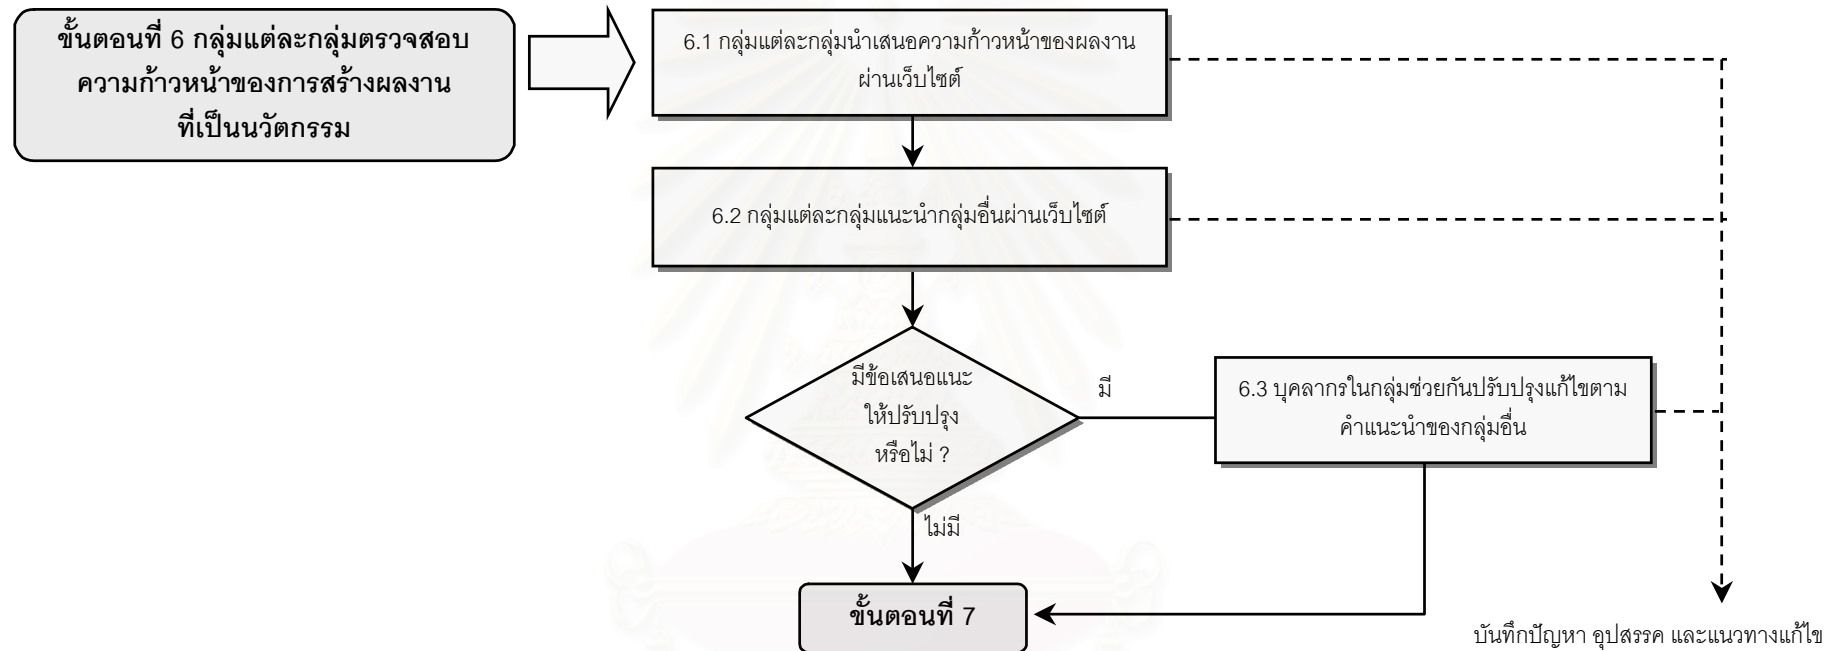 ขั้นตอนที่ 6 กลุ่มแต่ละกลุ่มตรวจสอบ
ความก้าวหน้าของการสร้างผลงาน
ที่เป็นนวัตกรรม
6.1 กลุ่มแต่ละกลุ่มนำเสนอความก้าวหน้าของผลงาน
ผ่านเว็บไซต์
6.2 กลุ่มแต่ละกลุ่มแนะนำกลุ่มอื่นผ่านเว็บไซต์
มีข้อเสนอแนะ
ให้ปรับปรุง
หรือไม่ ?
มี
6.3 บุคลากรในกลุ่มช่วยกันปรับปรุงแก้ไขตาม
คำแนะนำของกลุ่มอื่น
ไม่มี
ขั้นตอนที่ 7
บันทึกปัญหา อุปสรรค และแนวทางแก้ไข